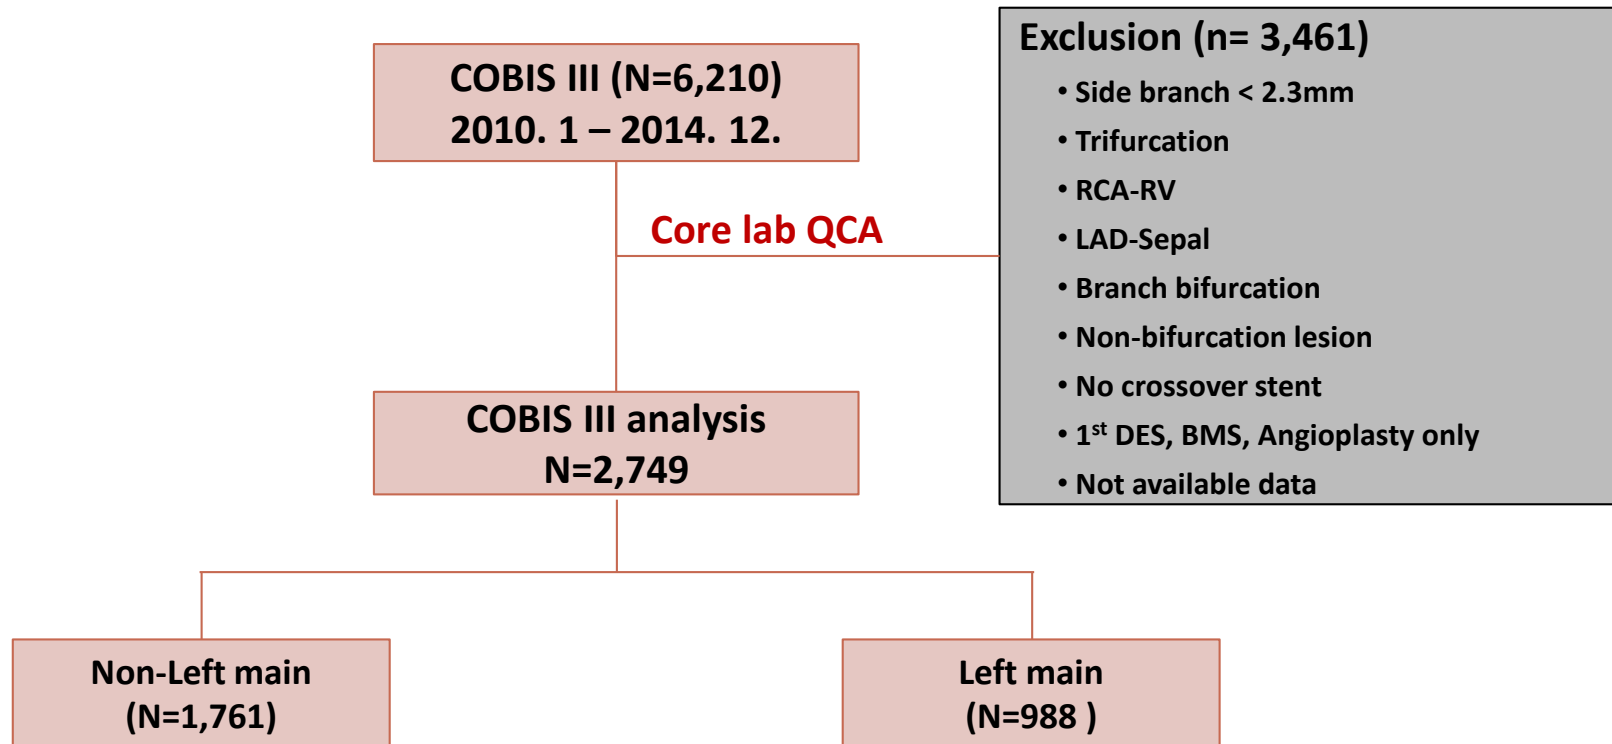 COBIS III (N=6,210)
2010. 1 – 2014. 12.
Exclusion (n= 3,461)
• Side branch < 2.3mm
• Trifurcation
• RCA-RV
• LAD-Sepal
• Branch bifurcation
• Non-bifurcation lesion
• No crossover stent
• 1st DES, BMS, Angioplasty only
• Not available data
Core lab QCA
COBIS III analysis
N=2,749
Non-Left main
(N=1,761)
Left main
(N=988 )